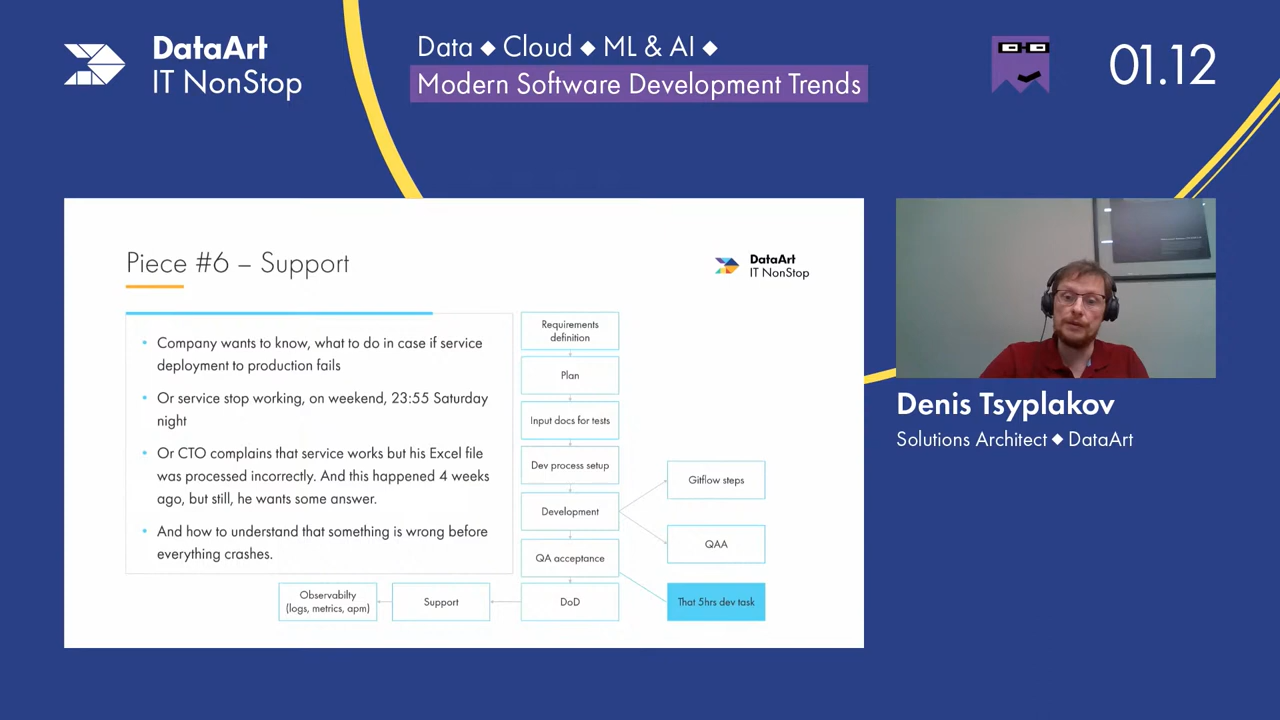 DataArt
IT NonStop
Data ◆ Cloud ◆ ML & AI ◆
Modern Software Development Trends
01.12
Piece #6 – Support
DataArt
IT NonStop
• Company wants to know, what to do in case if service
deployment to production fails
• Or service stop working, on weekend, 23:55 Saturday
night
• Or CTO complains that service works but his Excel file
was processed incorrectly. And this happened 4 weeks
ago, but still, he wants some answer.
• And how to understand that something is wrong before
everything crashes.
Requirements
definition
Plan
Input docs for tests
Dev process setup
Development
Gitflow steps
QAA
QA acceptance
Observabilty
(logs, metrics, apm)
Support
DoD
That 5hrs dev task
Denis Tsyplakov
Solutions Architect ◆ DataArt